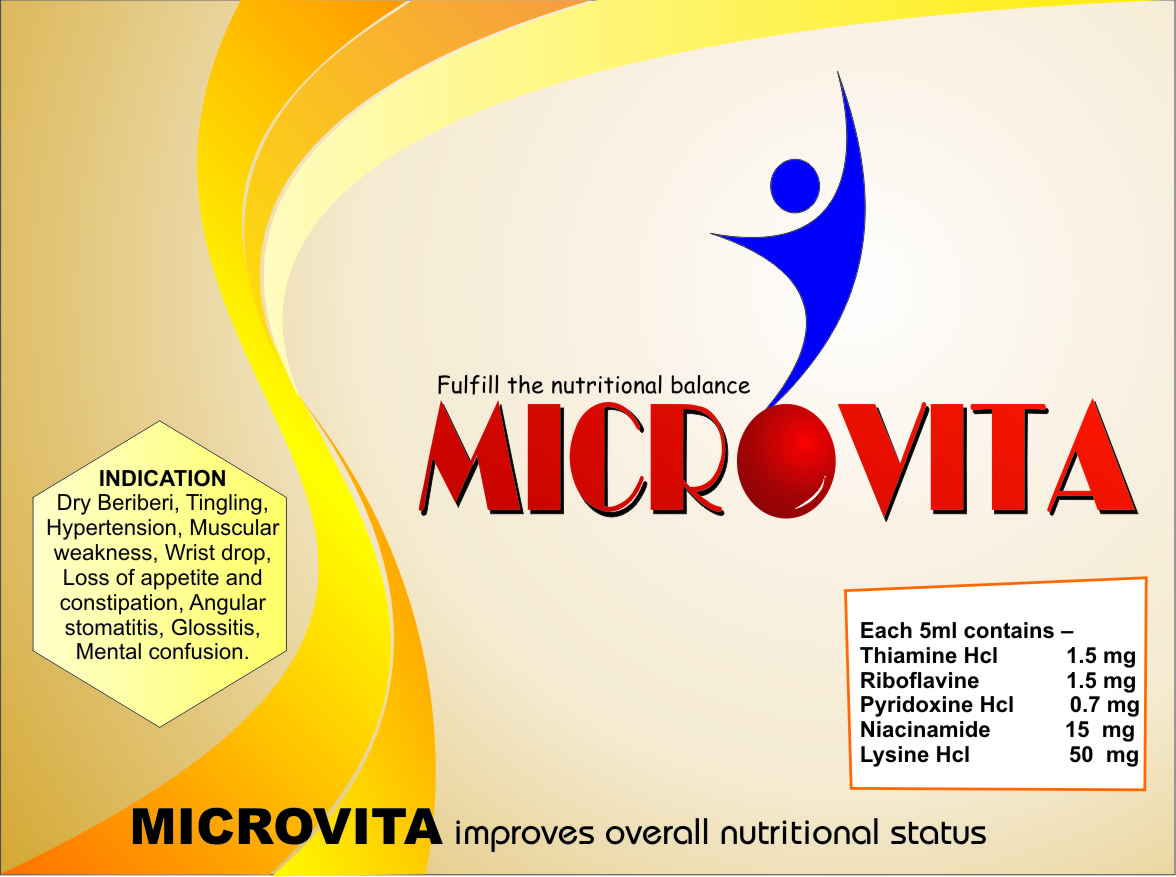 Fulfill the nutritional balance
MICROVITA
INDICATION
Dry Beriberi, Tingling,
Hypertension, Muscular
weakness, Wrist drop,
Loss of appetite and
constipation, Angular
stomatitis, Glossitis,
Mental confusion.
Each 5ml contains –
Thiamine Hcl 1.5 mg
Riboflavine 1.5 mg
Pyridoxine Hcl 0.7 mg
Niacinamide 15 mg
Lysine Hcl 50 mg
MICROVITA improves overall nutritional status